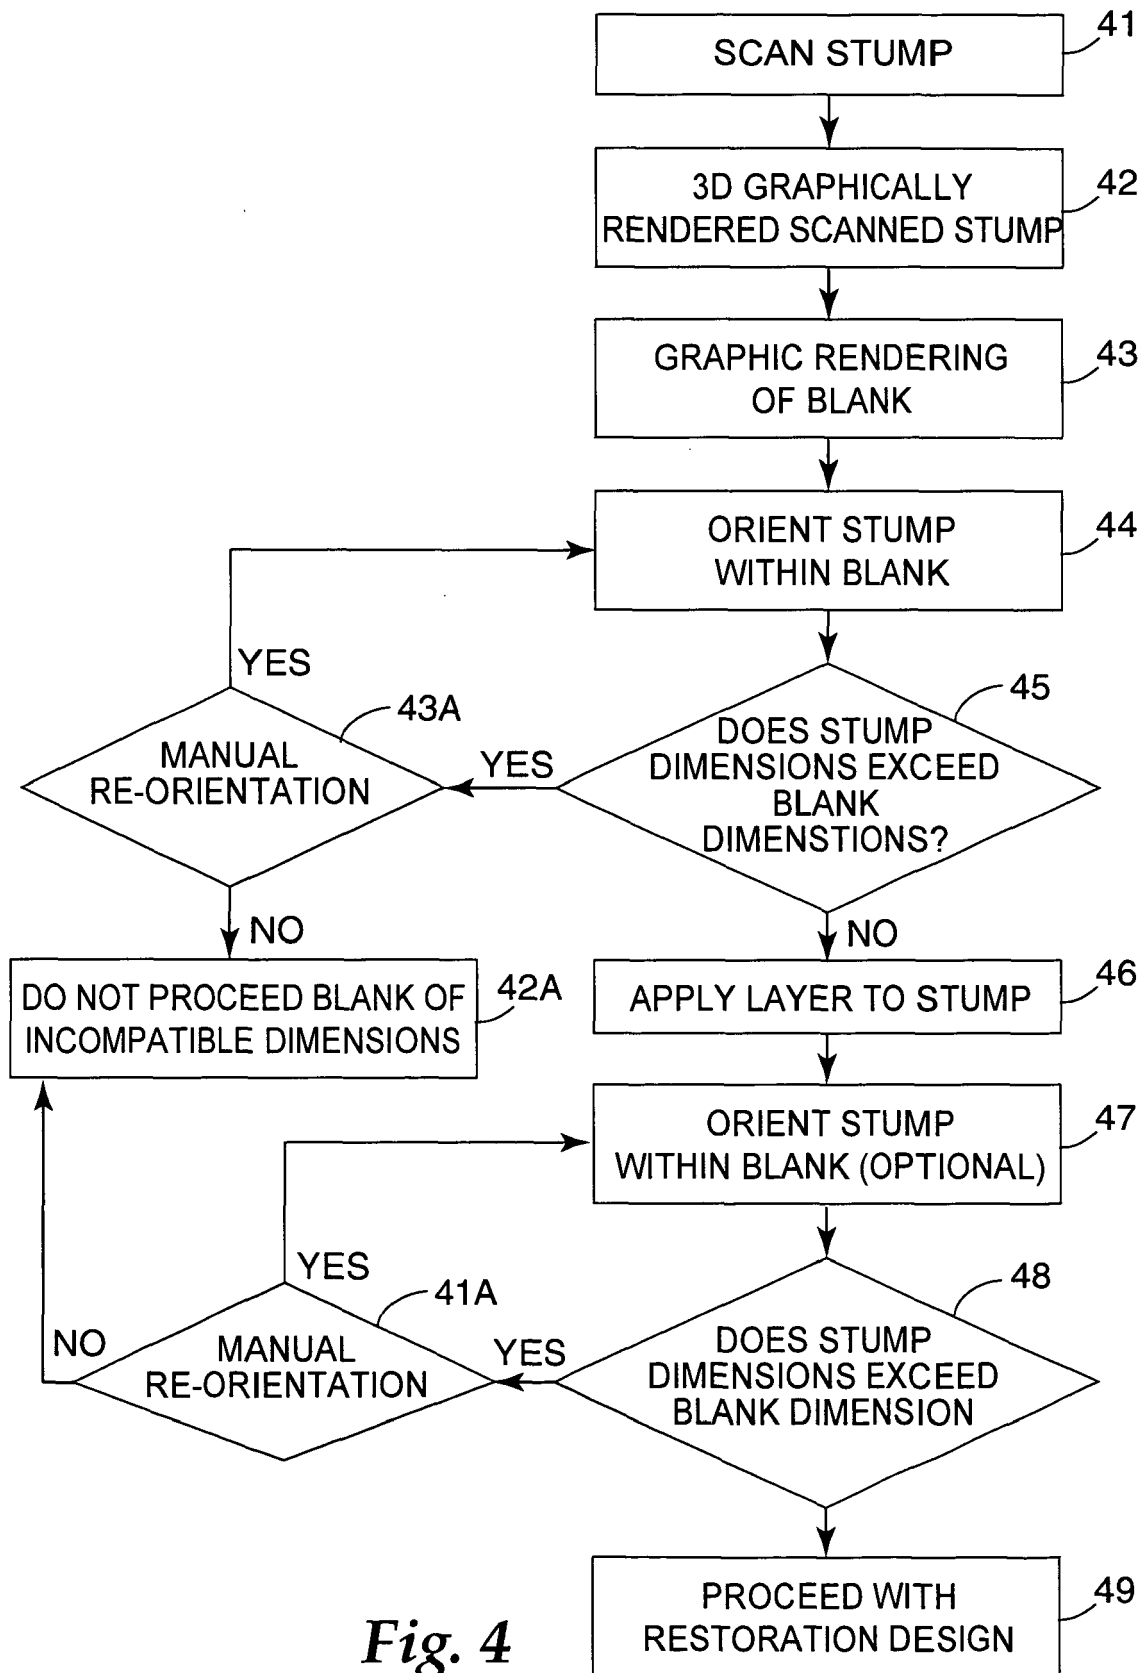 SCAN STUMP
41
3D GRAPHICALLY
RENDERED SCANNED STUMP
42
GRAPHIC RENDERING
OF BLANK
43
ORIENT STUMP
WITHIN BLANK
44
YES
43A
MANUAL
RE-ORIENTATION
YES
45
DOES STUMP
DIMENSIONS EXCEED
BLANK
DIMENSTIONS?
NO
NO
DO NOT PROCEED BLANK OF
INCOMPATIBLE DIMENSIONS
42A
APPLY LAYER TO STUMP
46
ORIENT STUMP
WITHIN BLANK (OPTIONAL)
47
YES
41A
NO
MANUAL
RE-ORIENTATION
YES
48
DOES STUMP
DIMENSIONS EXCEED
BLANK DIMENSION
PROCEED WITH
RESTORATION DESIGN
49
Fig. 4